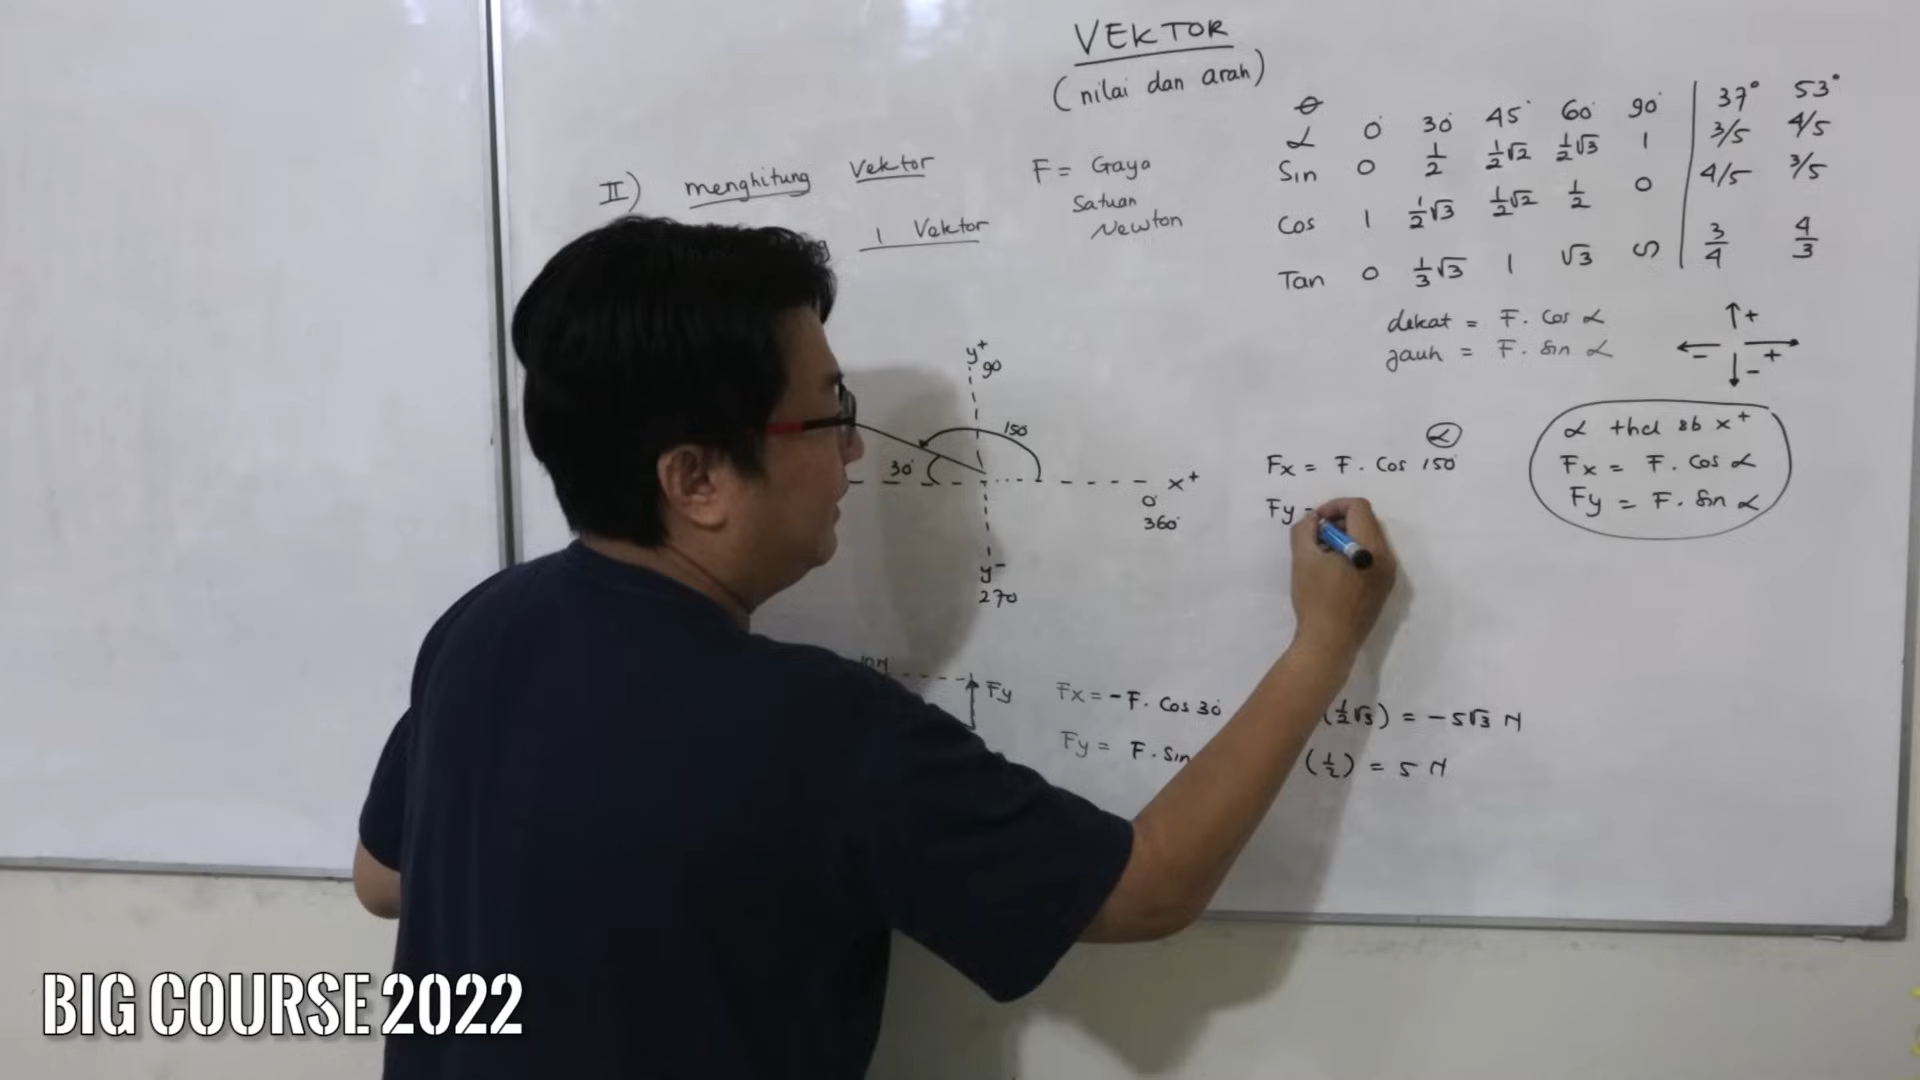 VEKTOR
(nilai dan arah)
II) menghitung Vektor
1 Vektor
F = Gaya
Satuan
Newton
θ
α 0° 30° 45° 60° 90° 37° 53°
Sin 0 1/2 1/2√2 1/2√3 1 3/5 4/5
Cos 1 1/2√3 1/2√2 1/2 0 4/5 3/5
Tan 0 1/3√3 1 √3 ∽ 3/4 4/3
dekat = F. Cos α
jauh = F. Sin α
+
- +
-
y+
90
150
30°
x+
0°
360°
y-
270
α
Fx = F. Cos 150°
Fy =
α thd sb x+
Fx = F. Cos α
Fy = F. Sin α
10N
Fy
Fx = -F. Cos 30° (1/2√3) = -5√3 N
Fy = F. Sin (1/2) = 5 N
BIG COURSE 2022